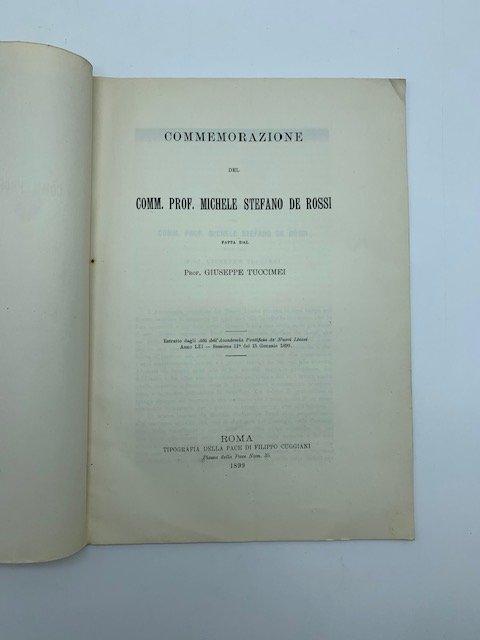 COMMEMORAZIONE
DEL
COMM. PROF. MICHELE STEFANO DE ROSSI
FATTA DAL
PROF. GIUSEPPE TUCCIMEI
Estratto dagli Atti dell'Accademia Pontificia de' Nuovi Lincei
Anno LII — Sessione IIª del 15 Gennaio 1899.
ROMA
TIPOGRAFIA DELLA PACE DI FILIPPO CUGGIANI
Piazza della Pace Num. 35.
1899